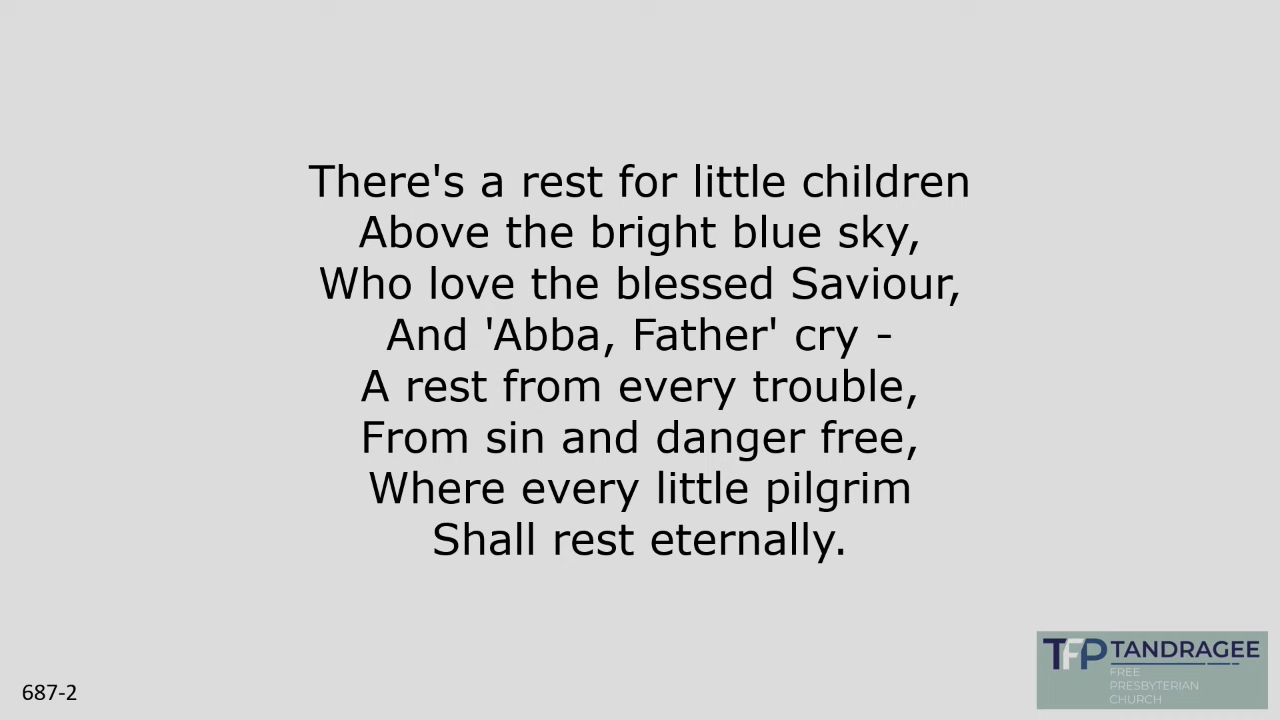 There's a rest for little children
Above the bright blue sky,
Who love the blessed Saviour,
And 'Abba, Father' cry -
A rest from every trouble,
From sin and danger free,
Where every little pilgrim
Shall rest eternally.
687-2
TFP TANDRAGEE
FREE
PRESBYTERIAN
CHURCH